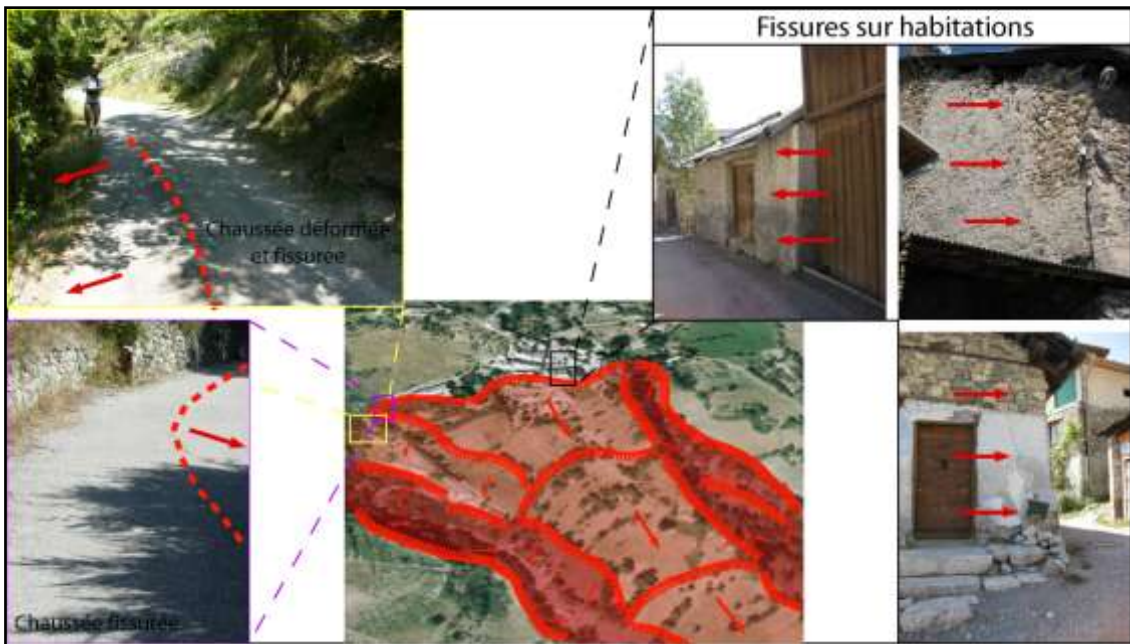 Fissures sur habitations
Chaussée déformée
et fissurée
Chaussée fissurée